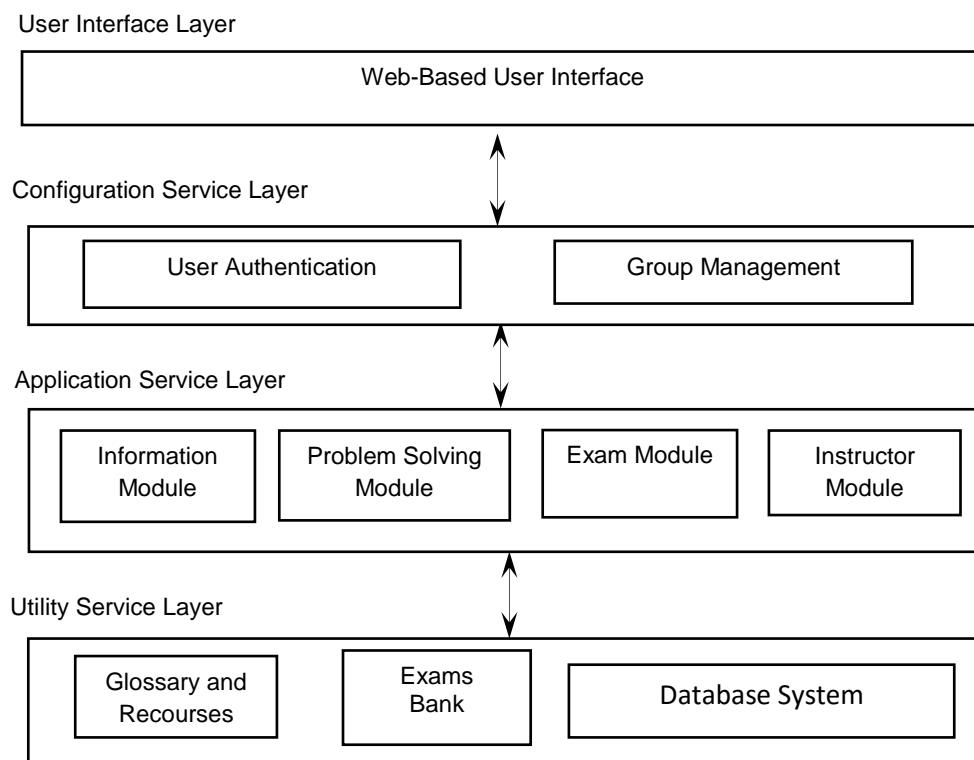 User Interface Layer
Web-Based User Interface
Configuration Service Layer
User Authentication
Group Management
Application Service Layer
Information
Module
Problem Solving
Module
Exam Module
Instructor
Module
Utility Service Layer
Glossary and
Recourses
Exams
Bank
Database System